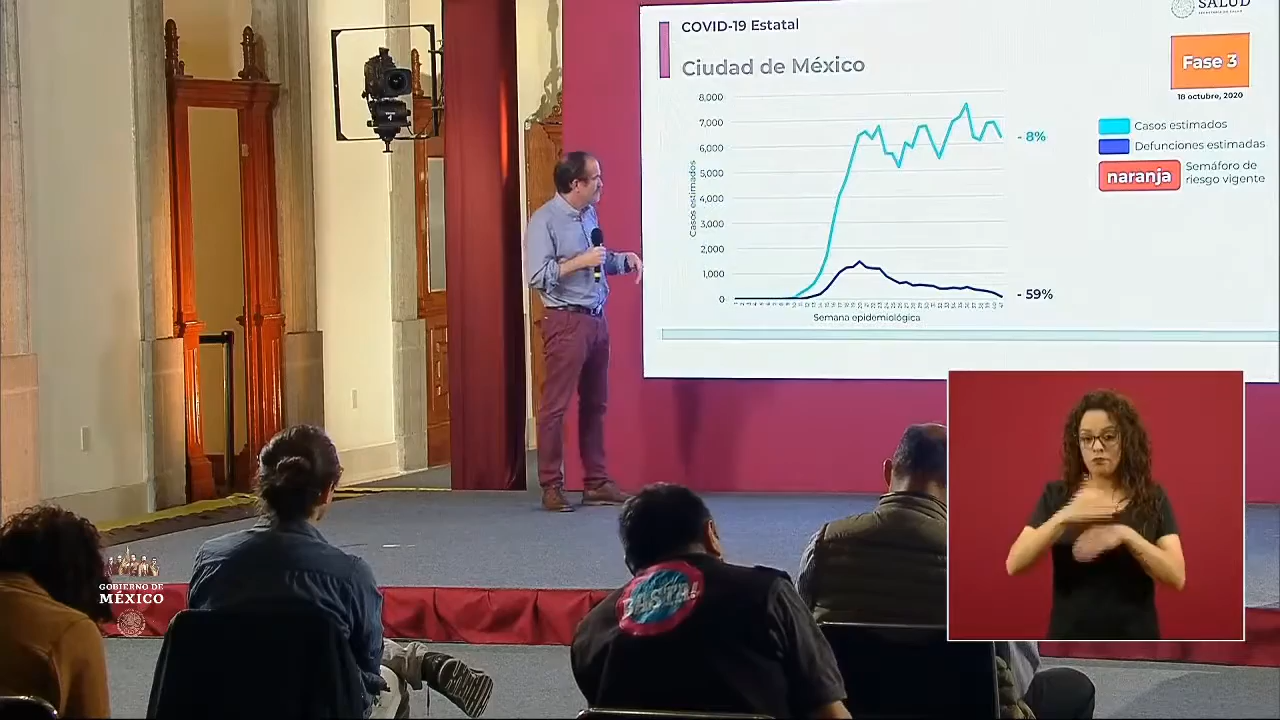 SALUD
COVID-19 Estatal
Ciudad de México
Fase 3
18 octubre, 2020
8,000
7,000
6,000
5,000
4,000
3,000
2,000
1,000
0
Casos estimados
- 8%
- 59%
Semana epidemiológica
Casos estimados
Defunciones estimadas
naranja
Semáforo de
riesgo vigente
BASTA!
GOBIERNO DE
MÉXICO